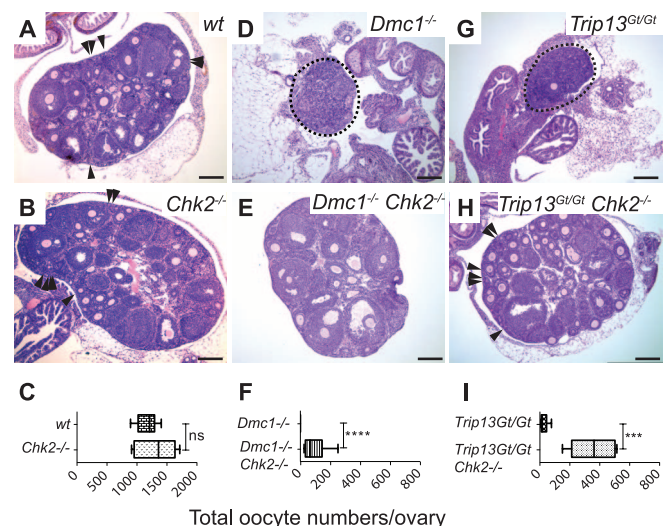 A wt
D Dmc1-/-
G Trip13Gt/Gt
B Chk2-/-
E Dmc1-/- Chk2-/-
H Trip13Gt/Gt Chk2-/-
C
wt
Chk2-/-
ns
0 500 1000 1500 2000
F
Dmc1-/-
Dmc1-/-
Chk2-/-
****
0 200 400 600 800
I
Trip13Gt/Gt
Trip13Gt/Gt
Chk2-/-
***
0 200 400 600 800
Total oocyte numbers/ovary